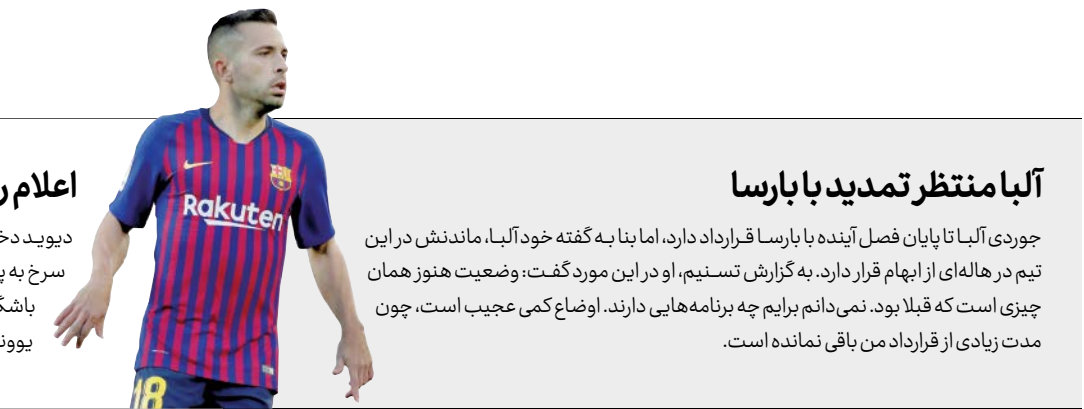 آلبا منتظر تمدید با بارسا
جوردی آلبا تا پایان فصل آینده با بارسا قرارداد دارد، اما بنا به گفته خود آلبا، ماندنش در این
تیم در هاله‌ای از ابهام قرار دارد. به گزارش تسنیم، او در این مورد گفت: وضعیت هنوز همان
چیزی است که قبلا بود. نمی‌دانم برایم چه برنامه‌هایی دارند. اوضاع کمی عجیب است، چون
مدت زیادی از قرارداد من باقی نمانده است.
Rakuten
18
اعلام
دیوید
سرخ به